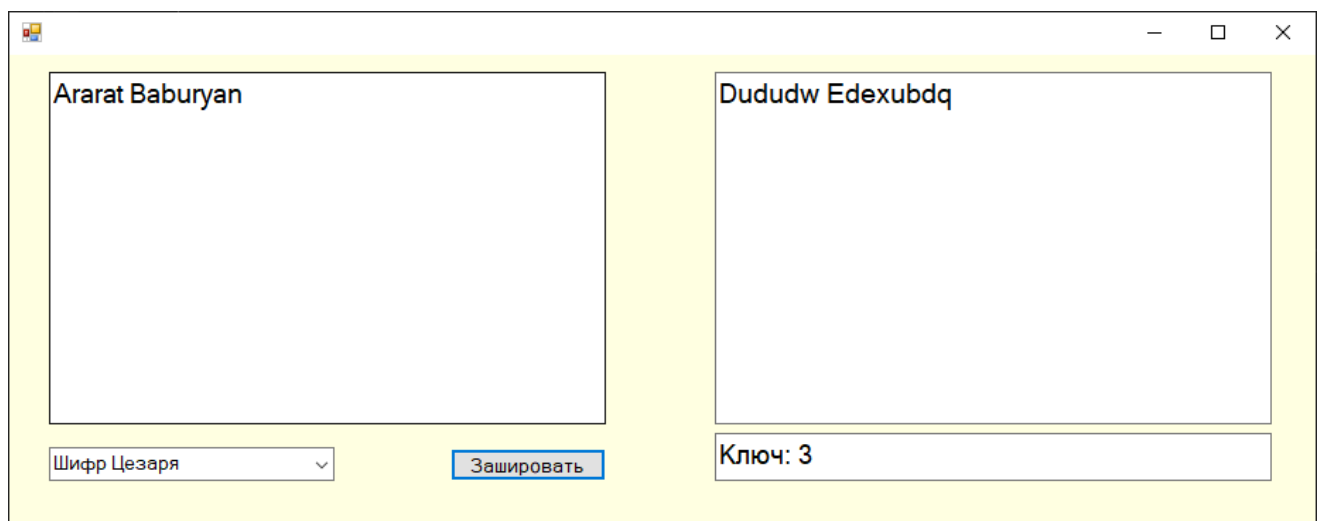 Ararat Baburyan
Dududw Edexubdq
Шифр Цезаря
Зашировать
Ключ: 3